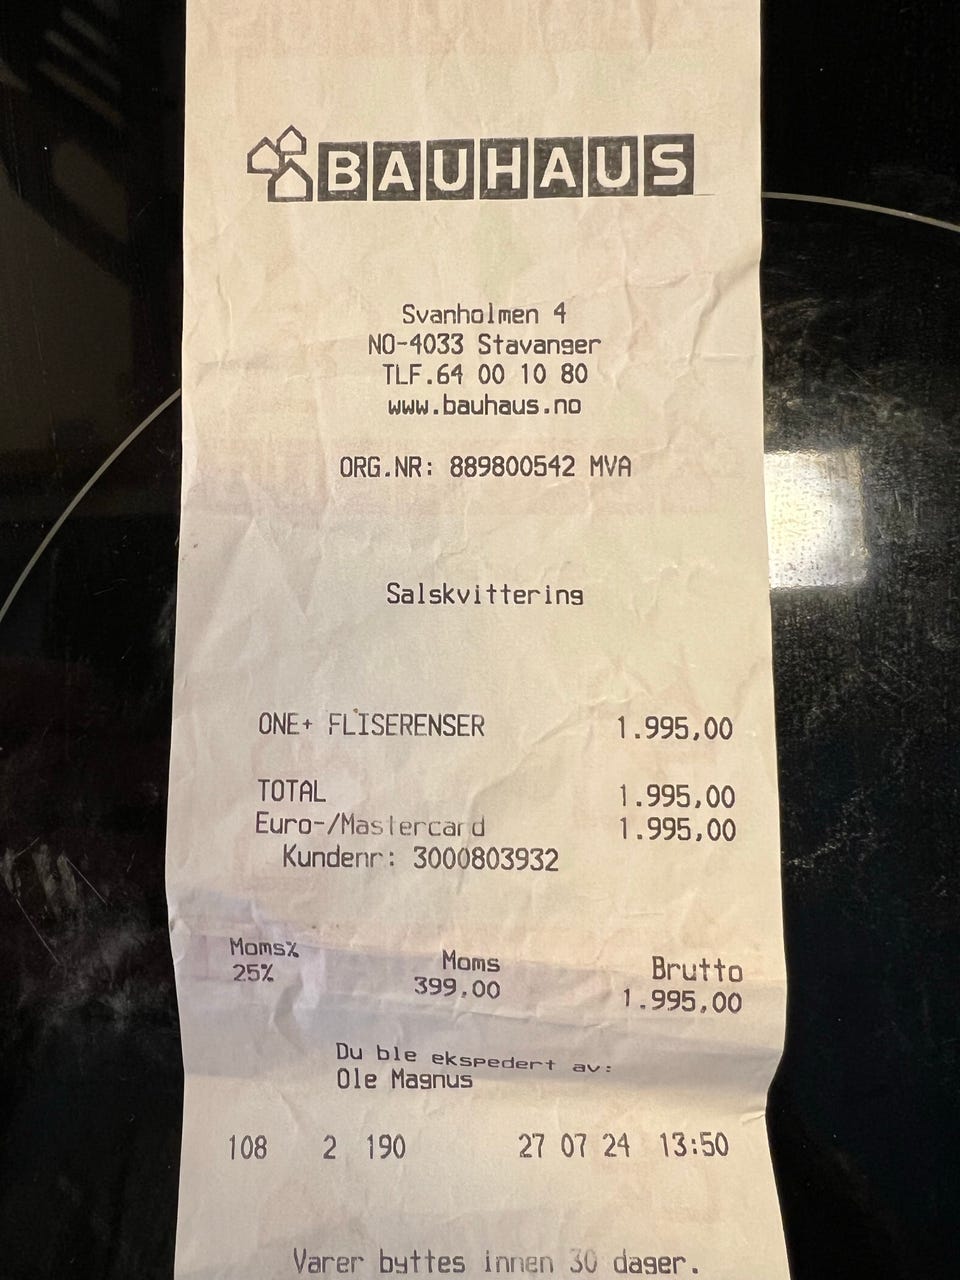 BAUHAUS
Svanholmen 4
NO-4033 Stavanger
TLF.64 00 10 80
www.bauhaus.no
ORG.NR: 889800542 MVA
Salskvittering
ONE+ FLISERENSER 1.995,00
TOTAL 1.995,00
Euro-/Mastercard 1.995,00
Kundenr: 3000803932
Moms% Moms Brutto
25% 399,00 1.995,00
Du ble ekspedert av:
Ole Magnus
108 2 190 27 07 24 13:50
Varer byttes innen 30 dager.